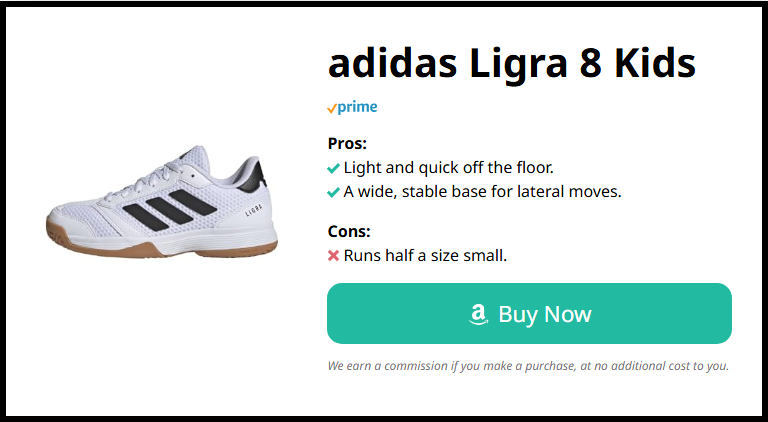 adidas Ligra 8 Kids
prime
Pros:
Light and quick off the floor.
A wide, stable base for lateral moves.
Cons:
Runs half a size small.
Buy Now
We earn a commission if you make a purchase, at no additional cost to you.
LIGRA